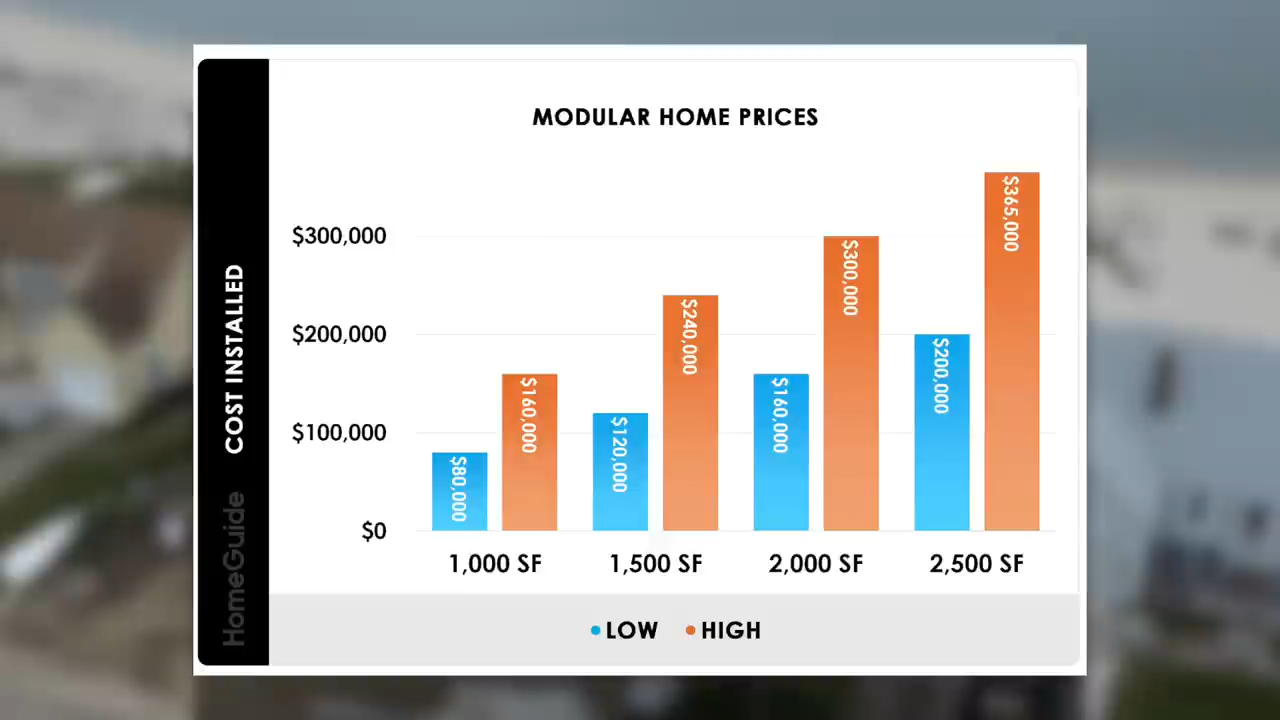 MODULAR HOME PRICES
COST INSTALLED
HomeGuide
$300,000
$200,000
$100,000
$0
$80,000
$160,000
$120,000
$240,000
$160,000
$300,000
$200,000
$365,000
1,000 SF
1,500 SF
2,000 SF
2,500 SF
LOW
HIGH